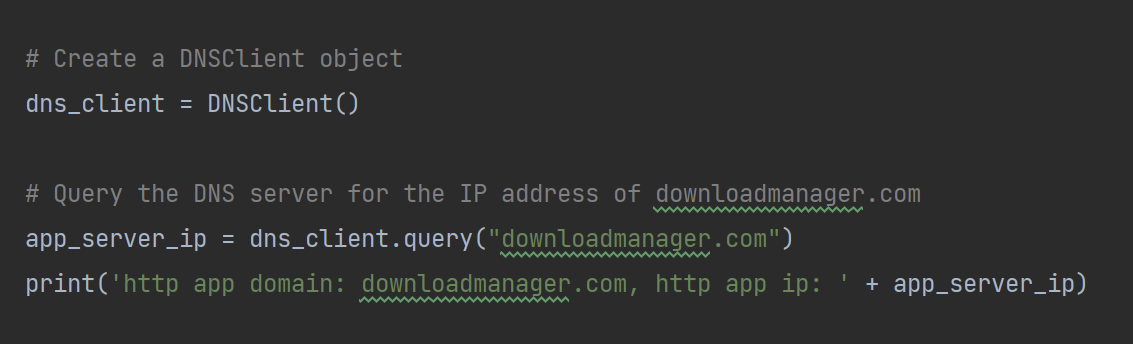 # Create a DNSClient object
dns_client = DNSClient()
# Query the DNS server for the IP address of downloadmanager.com
app_server_ip = dns_client.query("downloadmanager.com")
print('http app domain: downloadmanager.com, http app ip: ' + app_server_ip)